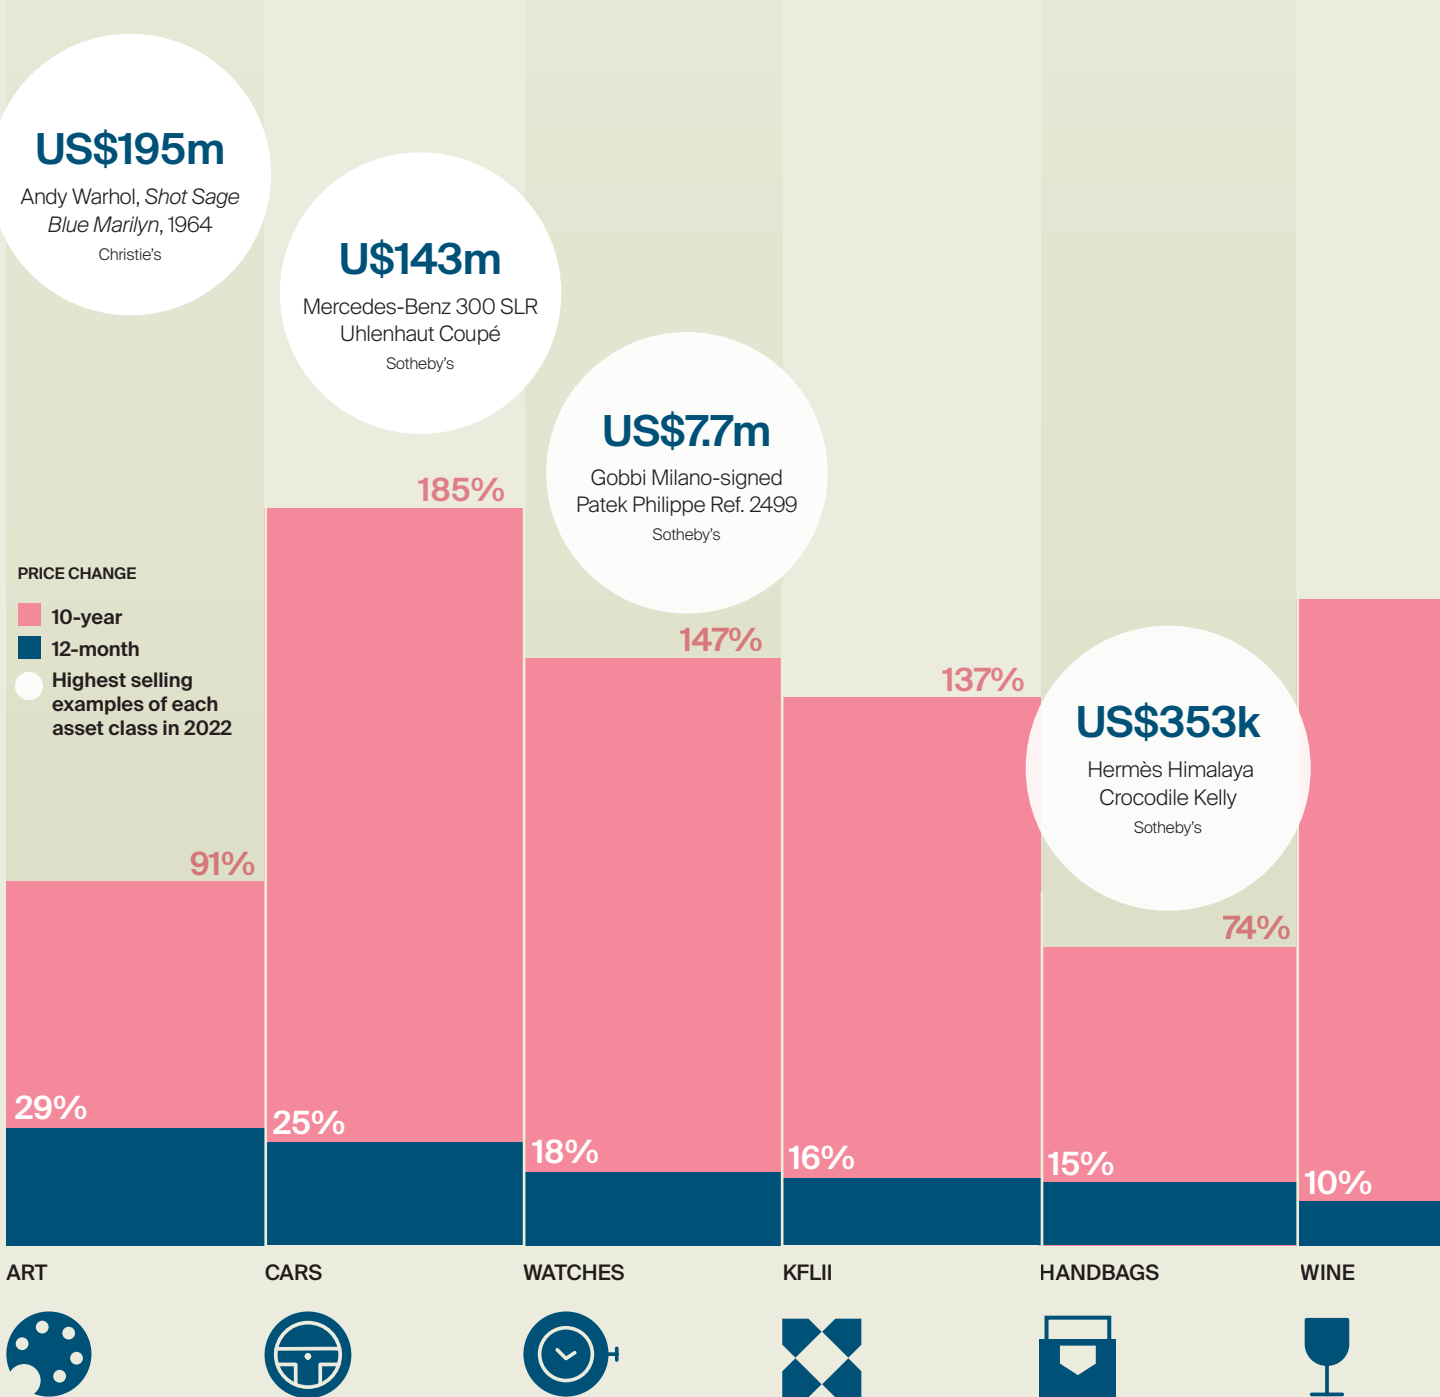 US$195m
Andy Warhol, Shot Sage
Blue Marilyn, 1964
Christie's
U$143m
Mercedes-Benz 300 SLR
Uhlenhaut Coupé
Sotheby's
US$7.7m
Gobbi Milano-signed
Patek Philippe Ref. 2499
Sotheby's
US$353k
Hermès Himalaya
Crocodile Kelly
Sotheby's
PRICE CHANGE
10-year
12-month
Highest selling
examples of each
asset class in 2022
91%
185%
147%
137%
74%
29%
25%
18%
16%
15%
10%
ART
CARS
WATCHES
KFLII
HANDBAGS
WINE